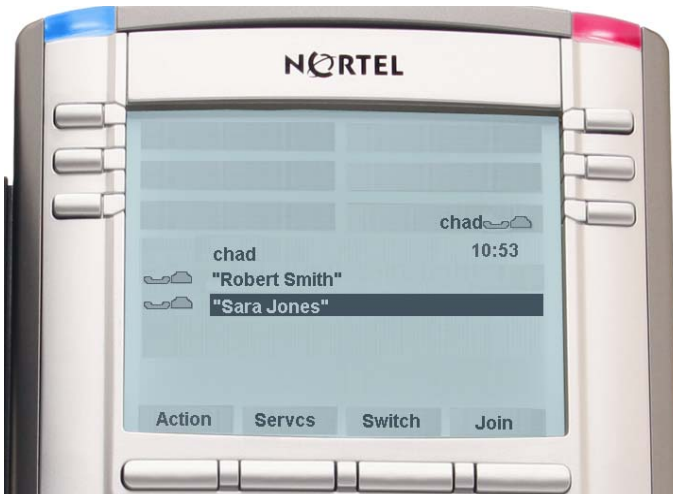 NORTEL
chad
chad 10:53
"Robert Smith"
"Sara Jones"
Action Servcs Switch Join